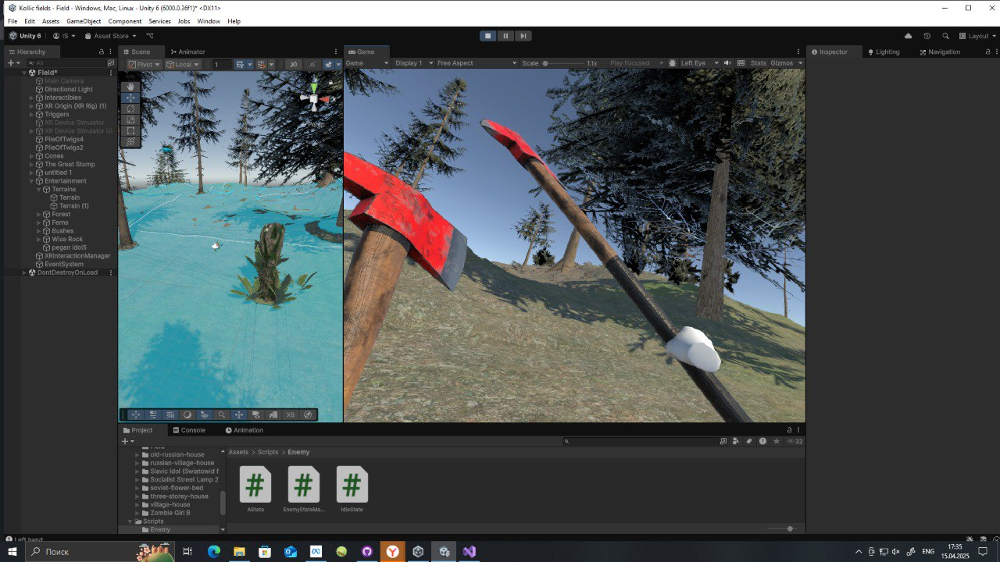 Kollic fields - Field - Windows, Mac, Linux - Unity 6 (6000.0.36f1)* <DX11>
File Edit Assets GameObject Component Services Jobs Window Help
Unity 6 IS Asset Store Layout
Hierarchy
All
Field*
Main Camera
Directional Light
Interactibles
XR Origin (XR Rig) (1)
Triggers
XR Device Simulator
XR Device Simulator UI
PileOfTwigs4
PileOfTwigs2
Cones
The Great Stump
untitled 1
Entertainment
Terrains
Terrain
Terrain (1)
Forest
Ferns
Bushes
Wise Rock
pegan idol5
XRInteractionManager
EventSystem
DontDestroyOnLoad
Scene Animator
Pivot Local 1
Game
Game Display 1 Free Aspect Scale 1.1x Play Focused Left Eye Stats Gizmos
Inspector Lighting Navigation
Project Console Animation
32
old-russian-house
russian-village-house
Slavic Idol (Swiatowid f
Socialist Street Lamp 2
soviet-flower-bed
three-storey-house
village-house
Zombie Girl B
Scripts
Enemy
Assets > Scripts > Enemy
AState EnemyStateMa... IdleState
Left hand
Поиск
ENG
17:35
15.04.2025